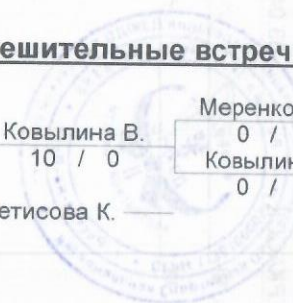 ешительные встреч
Меренко
Ковылина В.
0 /
10 / 0
Ковылин
0 /
етисова К.